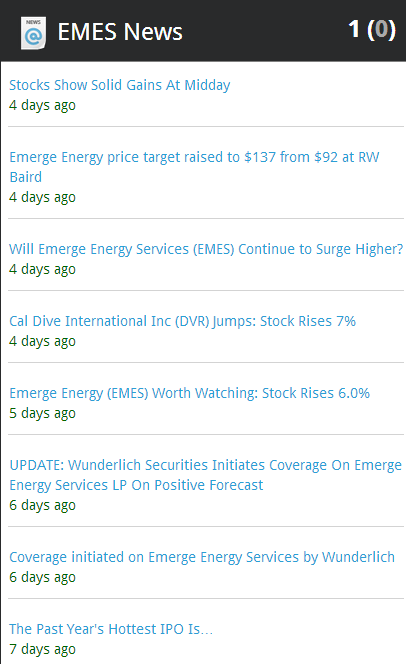 NEWS
@
EMES News
1 (0)
Stocks Show Solid Gains At Midday
4 days ago
Emerge Energy price target raised to $137 from $92 at RW
Baird
4 days ago
Will Emerge Energy Services (EMES) Continue to Surge Higher?
4 days ago
Cal Dive International Inc (DVR) Jumps: Stock Rises 7%
4 days ago
Emerge Energy (EMES) Worth Watching: Stock Rises 6.0%
5 days ago
UPDATE: Wunderlich Securities Initiates Coverage On Emerge
Energy Services LP On Positive Forecast
6 days ago
Coverage initiated on Emerge Energy Services by Wunderlich
6 days ago
The Past Year's Hottest IPO Is...
7 days ago